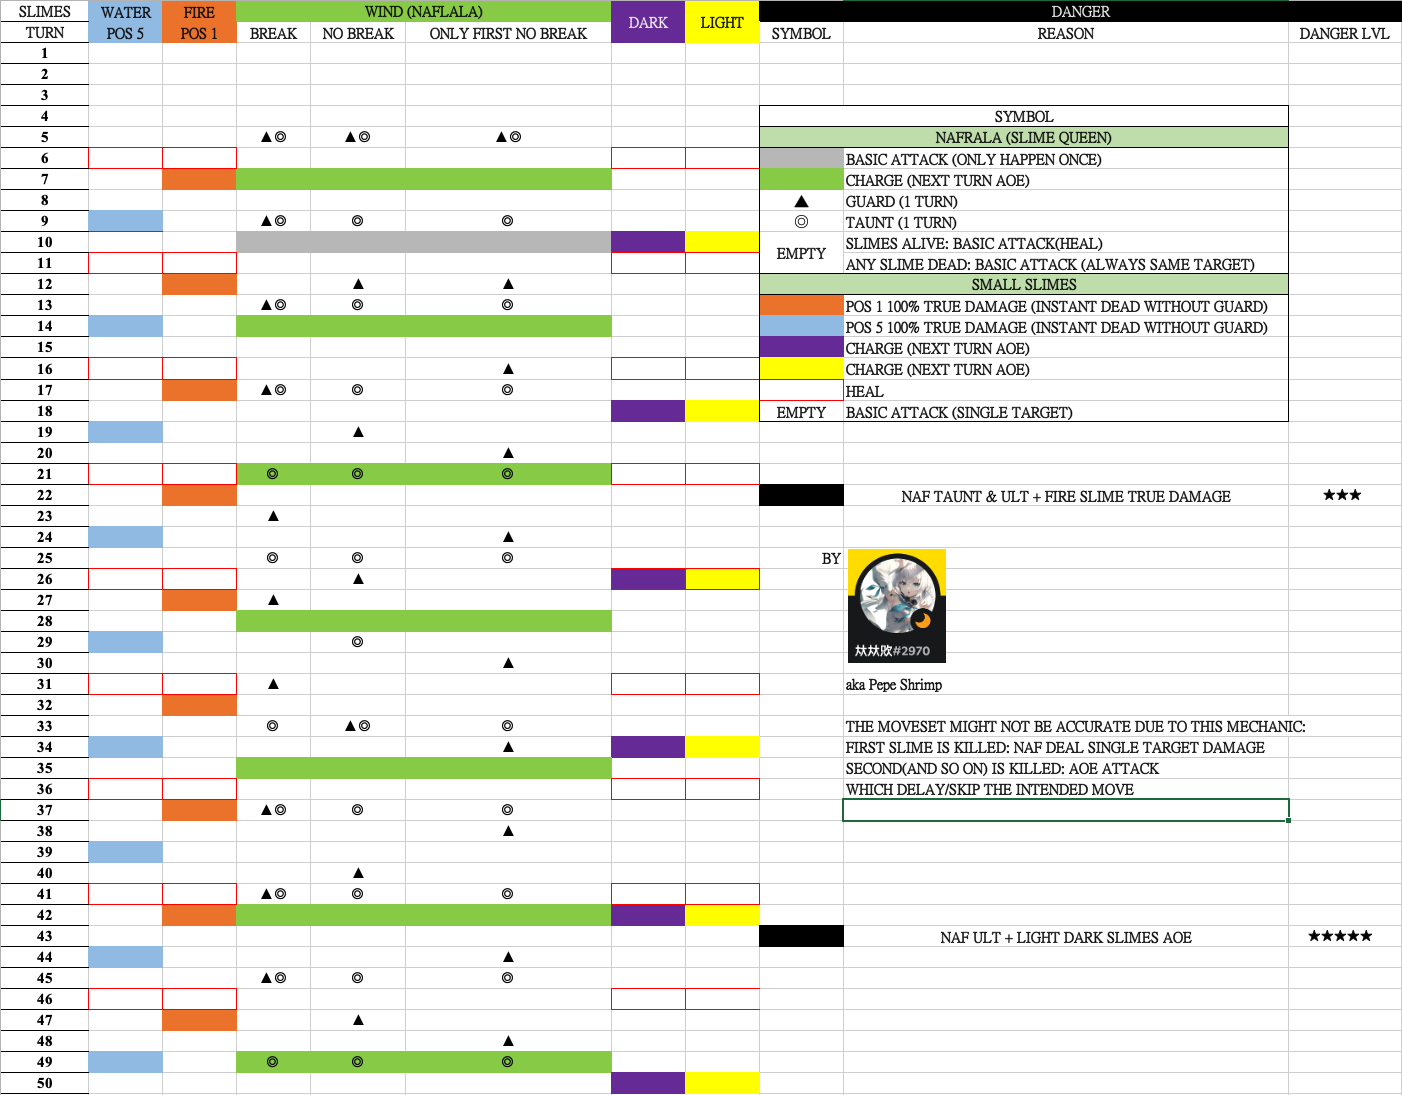 SLIMES WATER FIRE WIND (NAFLALA) DARK LIGHT DANGER
TURN POS 5 POS 1 BREAK NO BREAK ONLY FIRST NO BREAK SYMBOL REASON DANGER LVL
1
2
3
4 SYMBOL
5 ▲◎ ▲◎ ▲◎ NAFRALA (SLIME QUEEN)
6 BASIC ATTACK (ONLY HAPPEN ONCE)
7 CHARGE (NEXT TURN AOE)
8 ▲ GUARD (1 TURN)
9 ▲◎ ◎ ◎ ◎ TAUNT (1 TURN)
10 EMPTY SLIMES ALIVE: BASIC ATTACK(HEAL)
11 ANY SLIME DEAD: BASIC ATTACK (ALWAYS SAME TARGET)
12 ▲ ▲ SMALL SLIMES
13 ▲◎ ◎ ◎ POS 1 100% TRUE DAMAGE (INSTANT DEAD WITHOUT GUARD)
14 POS 5 100% TRUE DAMAGE (INSTANT DEAD WITHOUT GUARD)
15 CHARGE (NEXT TURN AOE)
16 ▲ CHARGE (NEXT TURN AOE)
17 ▲◎ ◎ ◎ HEAL
18 EMPTY BASIC ATTACK (SINGLE TARGET)
19 ▲
20 ▲
21 ◎ ◎ ◎
22 NAF TAUNT & ULT + FIRE SLIME TRUE DAMAGE ★★★
23 ▲
24 ▲
25 ◎ ◎ ◎ BY
26 ▲
27 ▲
28
29 ◎
#2970
30 ▲
31 ▲ aka Pepe Shrimp
32
33 ◎ ▲◎ ◎ THE MOVESET MIGHT NOT BE ACCURATE DUE TO THIS MECHANIC:
34 ▲ FIRST SLIME IS KILLED: NAF DEAL SINGLE TARGET DAMAGE
35 SECOND(AND SO ON) IS KILLED: AOE ATTACK
36 WHICH DELAY/SKIP THE INTENDED MOVE
37 ▲◎ ◎ ◎
38 ▲
39
40 ▲
41 ▲◎ ◎ ◎
42
43 NAF ULT + LIGHT DARK SLIMES AOE ★★★★★
44 ▲
45 ▲◎ ◎ ◎
46
47 ▲
48 ▲
49 ◎ ◎ ◎
50